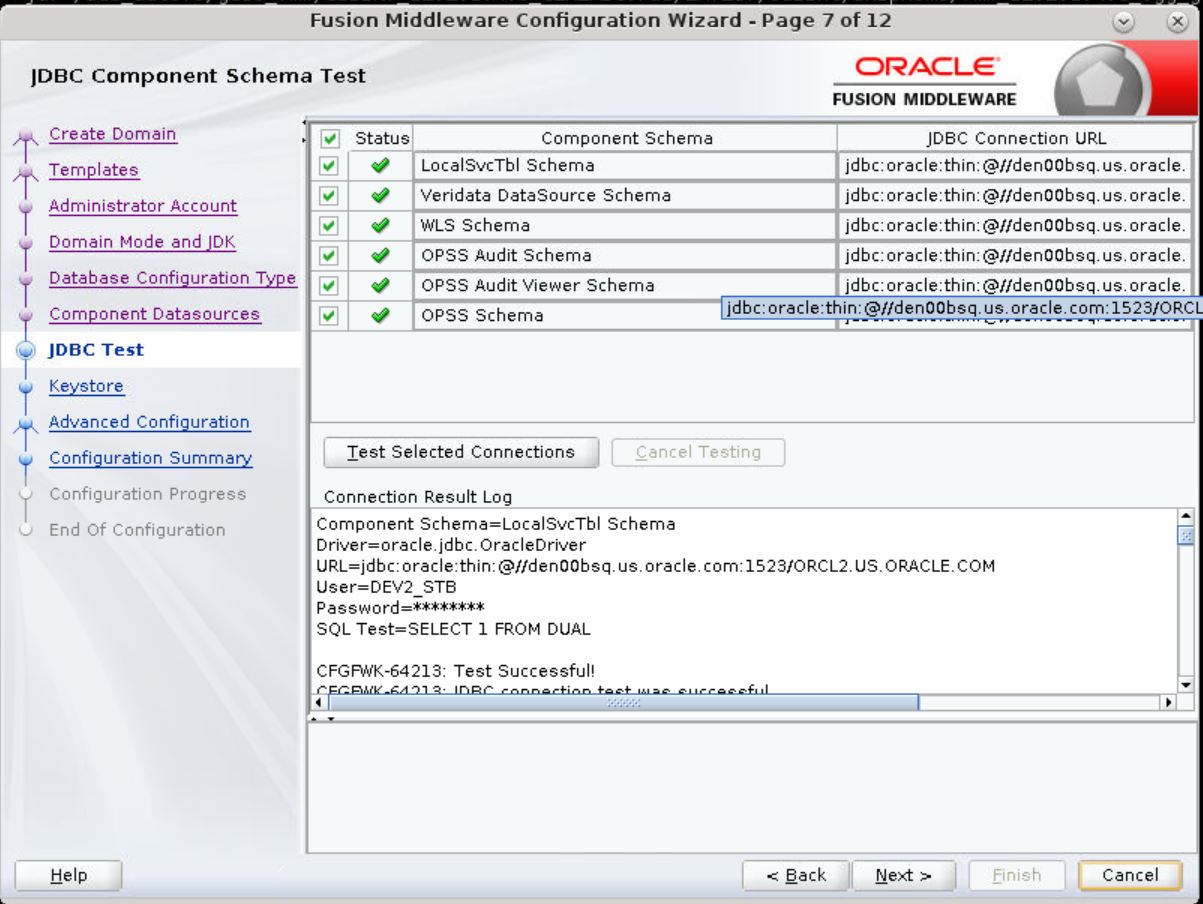 Fusion Middleware Configuration Wizard - Page 7 of 12
JDBC Component Schema Test
ORACLE
FUSION MIDDLEWARE
Create Domain
Templates
Administrator Account
Domain Mode and JDK
Database Configuration Type
Component Datasources
JDBC Test
Keystore
Advanced Configuration
Configuration Summary
Configuration Progress
End Of Configuration
Status Component Schema JDBC Connection URL
LocalSvcTbl Schema jdbc:oracle:thin:@//den00bsq.us.oracle.
Veridata DataSource Schema jdbc:oracle:thin:@//den00bsq.us.oracle.
WLS Schema jdbc:oracle:thin:@//den00bsq.us.oracle.
OPSS Audit Schema jdbc:oracle:thin:@//den00bsq.us.oracle.
OPSS Audit Viewer Schema jdbc:oracle:thin:@//den00bsq.us.oracle.
OPSS Schema
jdbc:oracle:thin:@//den00bsq.us.oracle.com:1523/ORCL
Test Selected Connections Cancel Testing
Connection Result Log
Component Schema=LocalSvcTbl Schema
Driver=oracle.jdbc.OracleDriver
URL=jdbc:oracle:thin:@//den00bsq.us.oracle.com:1523/ORCL2.US.ORACLE.COM
User=DEV2_STB
Password=********
SQL Test=SELECT 1 FROM DUAL
CFGFWK-64213: Test Successful!
CFGFWK-64213: JDBC connection test was successful
Help < Back Next > Finish Cancel